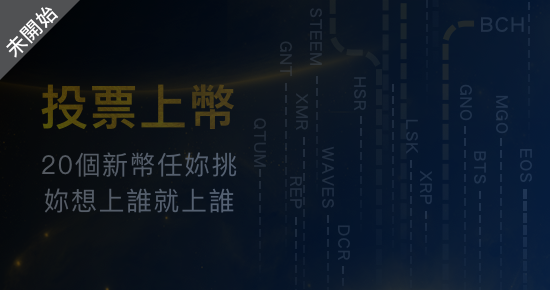 未開始
投票上幣
20個新幣任妳挑
妳想上誰就上誰
STEEM
BCH
GNT
HSR
XMR
GNO
MGO
QTUM
LSK
WAVES
BTS
EOS
REP
XRP
DCR